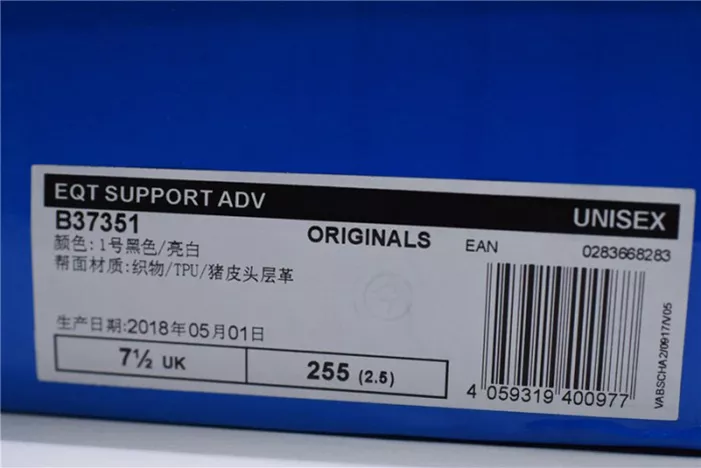 EQT SUPPORT ADV
UNISEX
B37351
ORIGINALS
EAN
0283668283
颜色:1号黑色/亮白
帮面材质:织物/TPU/猪皮头层革
生产日期:2018年05月01日
7½ UK
255 (2.5)
4 059319 400977
VABSCHA2/0917/V05